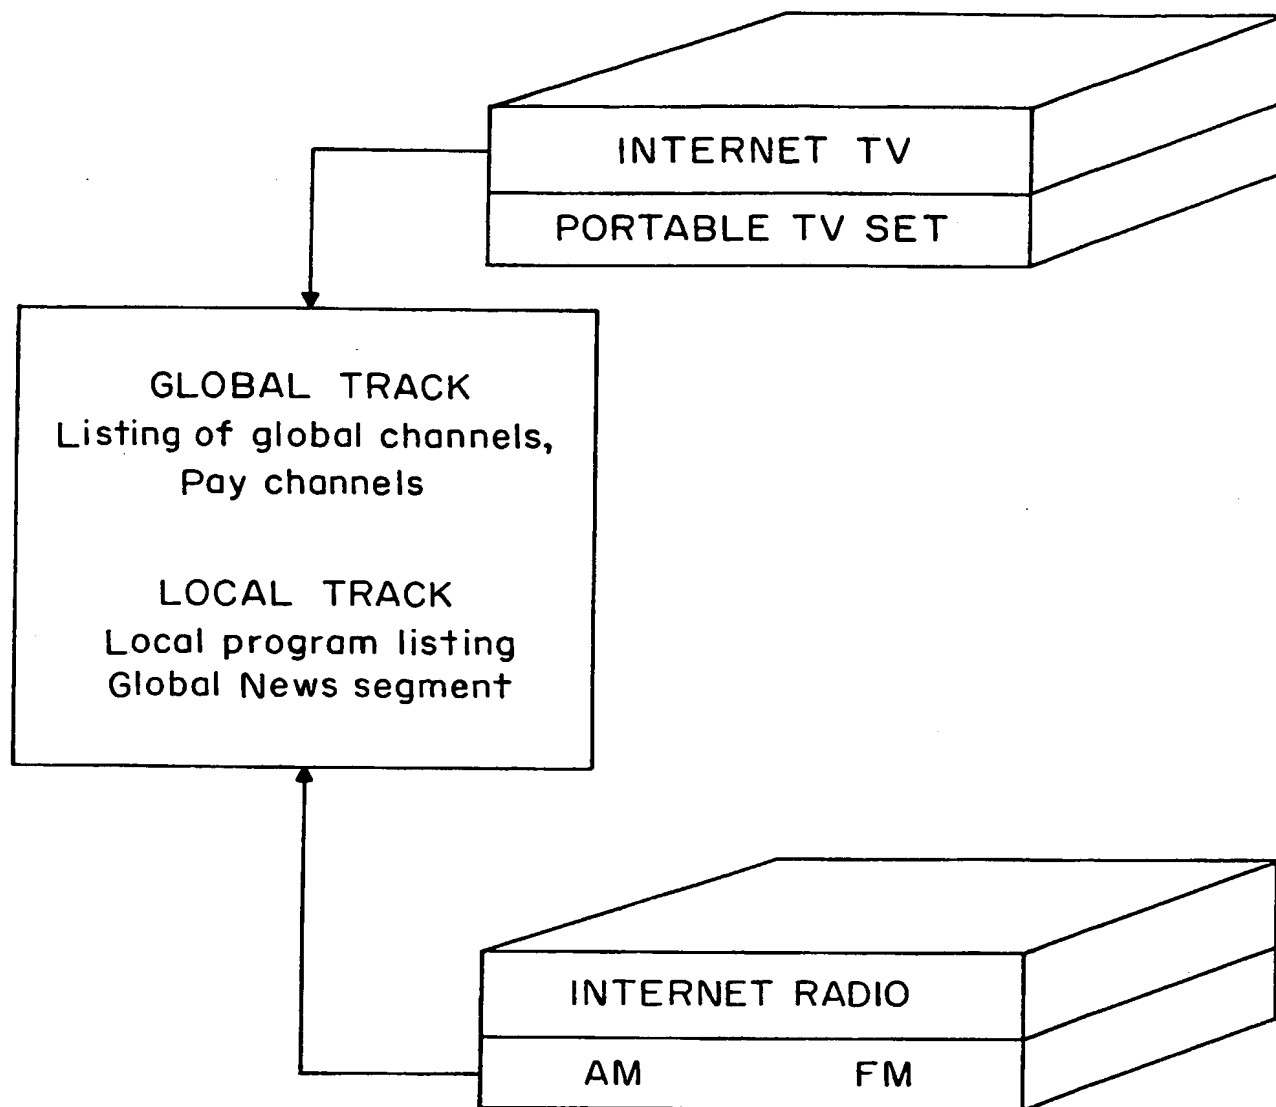 INTERNET TV
PORTABLE TV SET
GLOBAL TRACK
Listing of global channels,
Pay channels
LOCAL TRACK
Local program listing
Global News segment
INTERNET RADIO
AM FM